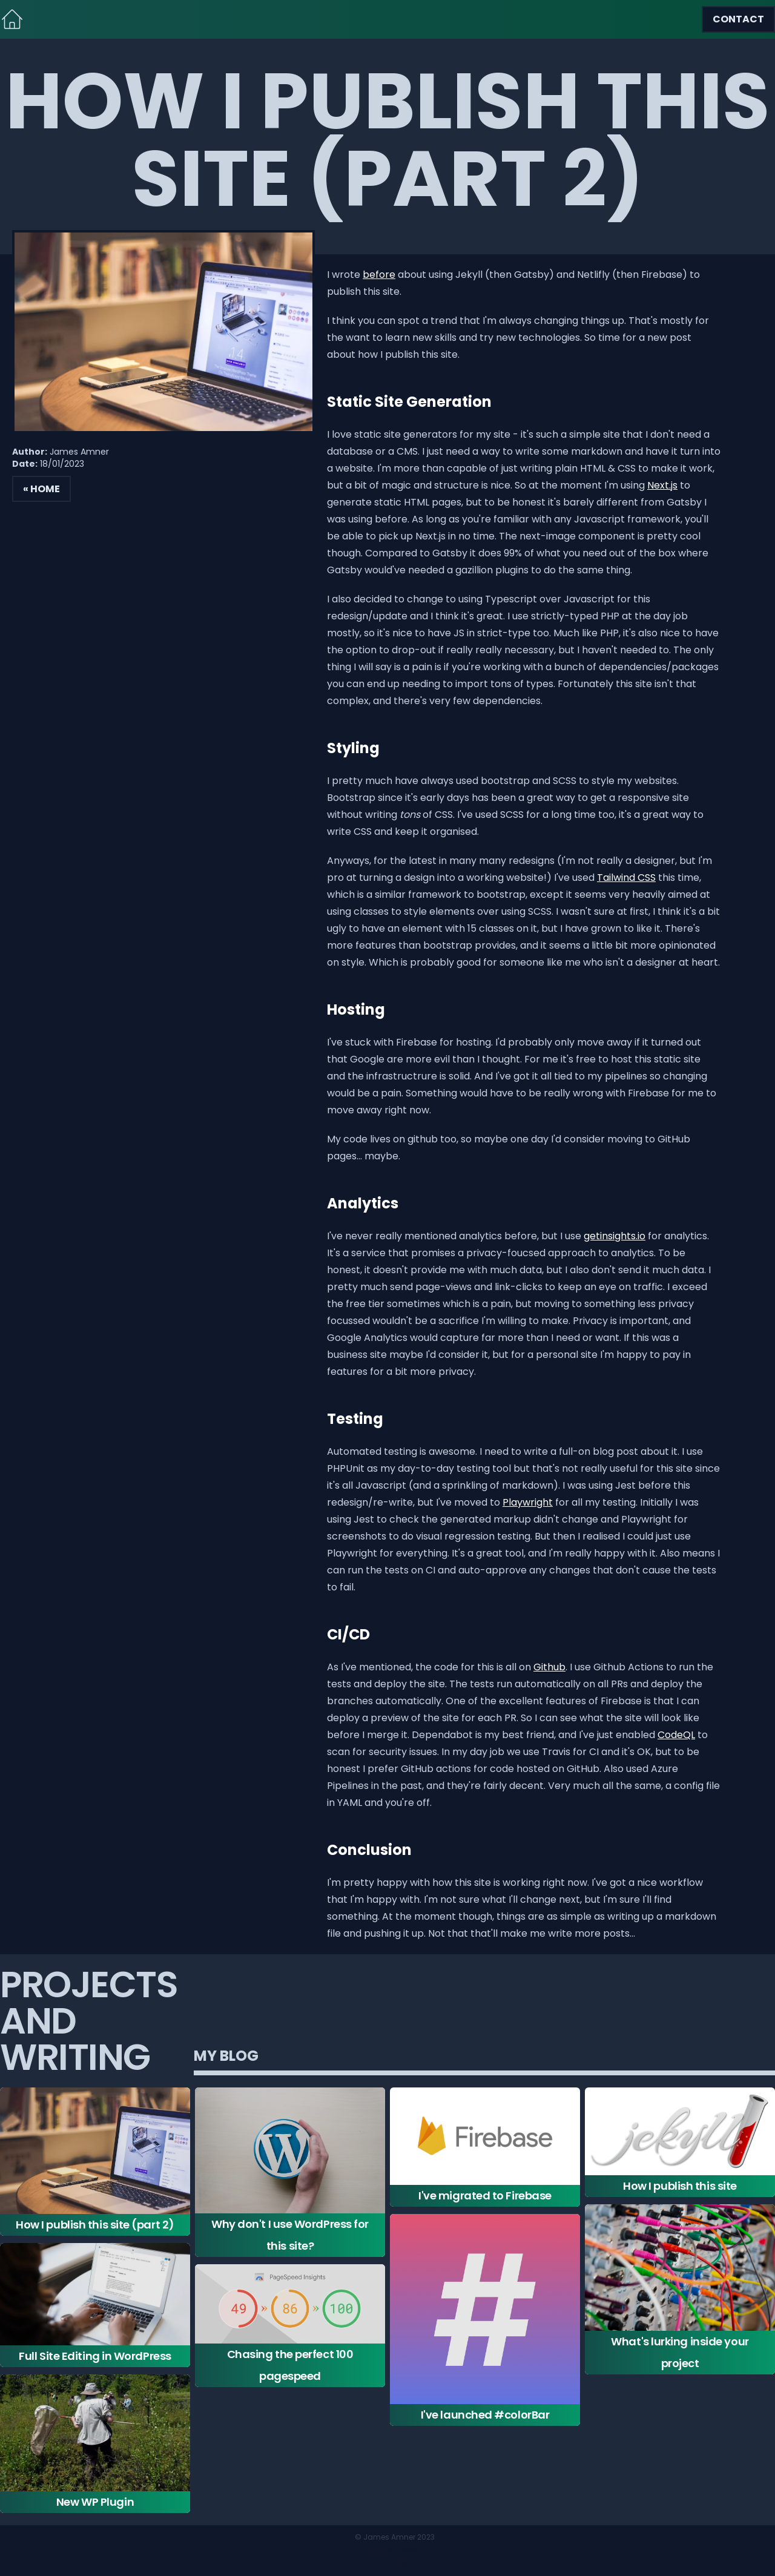 CONTACT
HOW I PUBLISH THIS
SITE (PART 2)
I wrote before about using Jekyll (then Gatsby) and Netlifly (then Firebase) to
publish this site.
I think you can spot a trend that I'm always changing things up. That's mostly for
the want to learn new skills and try new technologies. So time for a new post
about how I publish this site.
Author: James Amner
Date: 18/01/2023
« HOME
Static Site Generation
I love static site generators for my site - it's such a simple site that I don't need a
database or a CMS. I just need a way to write some markdown and have it turn into
a website. I'm more than capable of just writing plain HTML & CSS to make it work,
but a bit of magic and structure is nice. So at the moment I'm using Next.js to
generate static HTML pages, but to be honest it's barely different from Gatsby I
was using before. As long as you're familiar with any Javascript framework, you'll
be able to pick up Next.js in no time. The next-image component is pretty cool
though. Compared to Gatsby it does 99% of what you need out of the box where
Gatsby would've needed a gazillion plugins to do the same thing.
I also decided to change to using Typescript over Javascript for this
redesign/update and I think it's great. I use strictly-typed PHP at the day job
mostly, so it's nice to have JS in strict-type too. Much like PHP, it's also nice to have
the option to drop-out if really really necessary, but I haven't needed to. The only
thing I will say is a pain is if you're working with a bunch of dependencies/packages
you can end up needing to import tons of types. Fortunately this site isn't that
complex, and there's very few dependencies.
Styling
I pretty much have always used bootstrap and SCSS to style my websites.
Bootstrap since it's early days has been a great way to get a responsive site
without writing tons of CSS. I've used SCSS for a long time too, it's a great way to
write CSS and keep it organised.
Anyways, for the latest in many many redesigns (I'm not really a designer, but I'm
pro at turning a design into a working website!) I've used Tailwind CSS this time,
which is a similar framework to bootstrap, except it seems very heavily aimed at
using classes to style elements over using SCSS. I wasn't sure at first, I think it's a bit
ugly to have an element with 15 classes on it, but I have grown to like it. There's
more features than bootstrap provides, and it seems a little bit more opinionated
on style. Which is probably good for someone like me who isn't a designer at heart.
Hosting
I've stuck with Firebase for hosting. I'd probably only move away if it turned out
that Google are more evil than I thought. For me it's free to host this static site
and the infrastructrure is solid. And I've got it all tied to my pipelines so changing
would be a pain. Something would have to be really wrong with Firebase for me to
move away right now.
My code lives on github too, so maybe one day I'd consider moving to GitHub
pages... maybe.
Analytics
I've never really mentioned analytics before, but I use getinsights.io for analytics.
It's a service that promises a privacy-foucsed approach to analytics. To be
honest, it doesn't provide me with much data, but I also don't send it much data. I
pretty much send page-views and link-clicks to keep an eye on traffic. I exceed
the free tier sometimes which is a pain, but moving to something less privacy
focussed wouldn't be a sacrifice I'm willing to make. Privacy is important, and
Google Analytics would capture far more than I need or want. If this was a
business site maybe I'd consider it, but for a personal site I'm happy to pay in
features for a bit more privacy.
Testing
Automated testing is awesome. I need to write a full-on blog post about it. I use
PHPUnit as my day-to-day testing tool but that's not really useful for this site since
it's all Javascript (and a sprinkling of markdown). I was using Jest before this
redesign/re-write, but I've moved to Playwright for all my testing. Initially I was
using Jest to check the generated markup didn't change and Playwright for
screenshots to do visual regression testing. But then I realised I could just use
Playwright for everything. It's a great tool, and I'm really happy with it. Also means I
can run the tests on CI and auto-approve any changes that don't cause the tests
to fail.
CI/CD
As I've mentioned, the code for this is all on Github. I use Github Actions to run the
tests and deploy the site. The tests run automatically on all PRs and deploy the
branches automatically. One of the excellent features of Firebase is that I can
deploy a preview of the site for each PR. So I can see what the site will look like
before I merge it. Dependabot is my best friend, and I've just enabled CodeQL to
scan for security issues. In my day job we use Travis for CI and it's OK, but to be
honest I prefer GitHub actions for code hosted on GitHub. Also used Azure
Pipelines in the past, and they're fairly decent. Very much all the same, a config file
in YAML and you're off.
Conclusion
I'm pretty happy with how this site is working right now. I've got a nice workflow
that I'm happy with. I'm not sure what I'll change next, but I'm sure I'll find
something. At the moment though, things are as simple as writing up a markdown
file and pushing it up. Not that that'll make me write more posts...
PROJECTS
AND
WRITING
MY BLOG
How I publish this site (part 2)
Full Site Editing in WordPress
New WP Plugin
Why don't I use WordPress for
this site?
PageSpeed Insights
49 » 86 » 100
Chasing the perfect 100
pagespeed
Firebase
I've migrated to Firebase
#
I've launched #colorBar
jekyll
How I publish this site
What's lurking inside your
project
© James Amner 2023